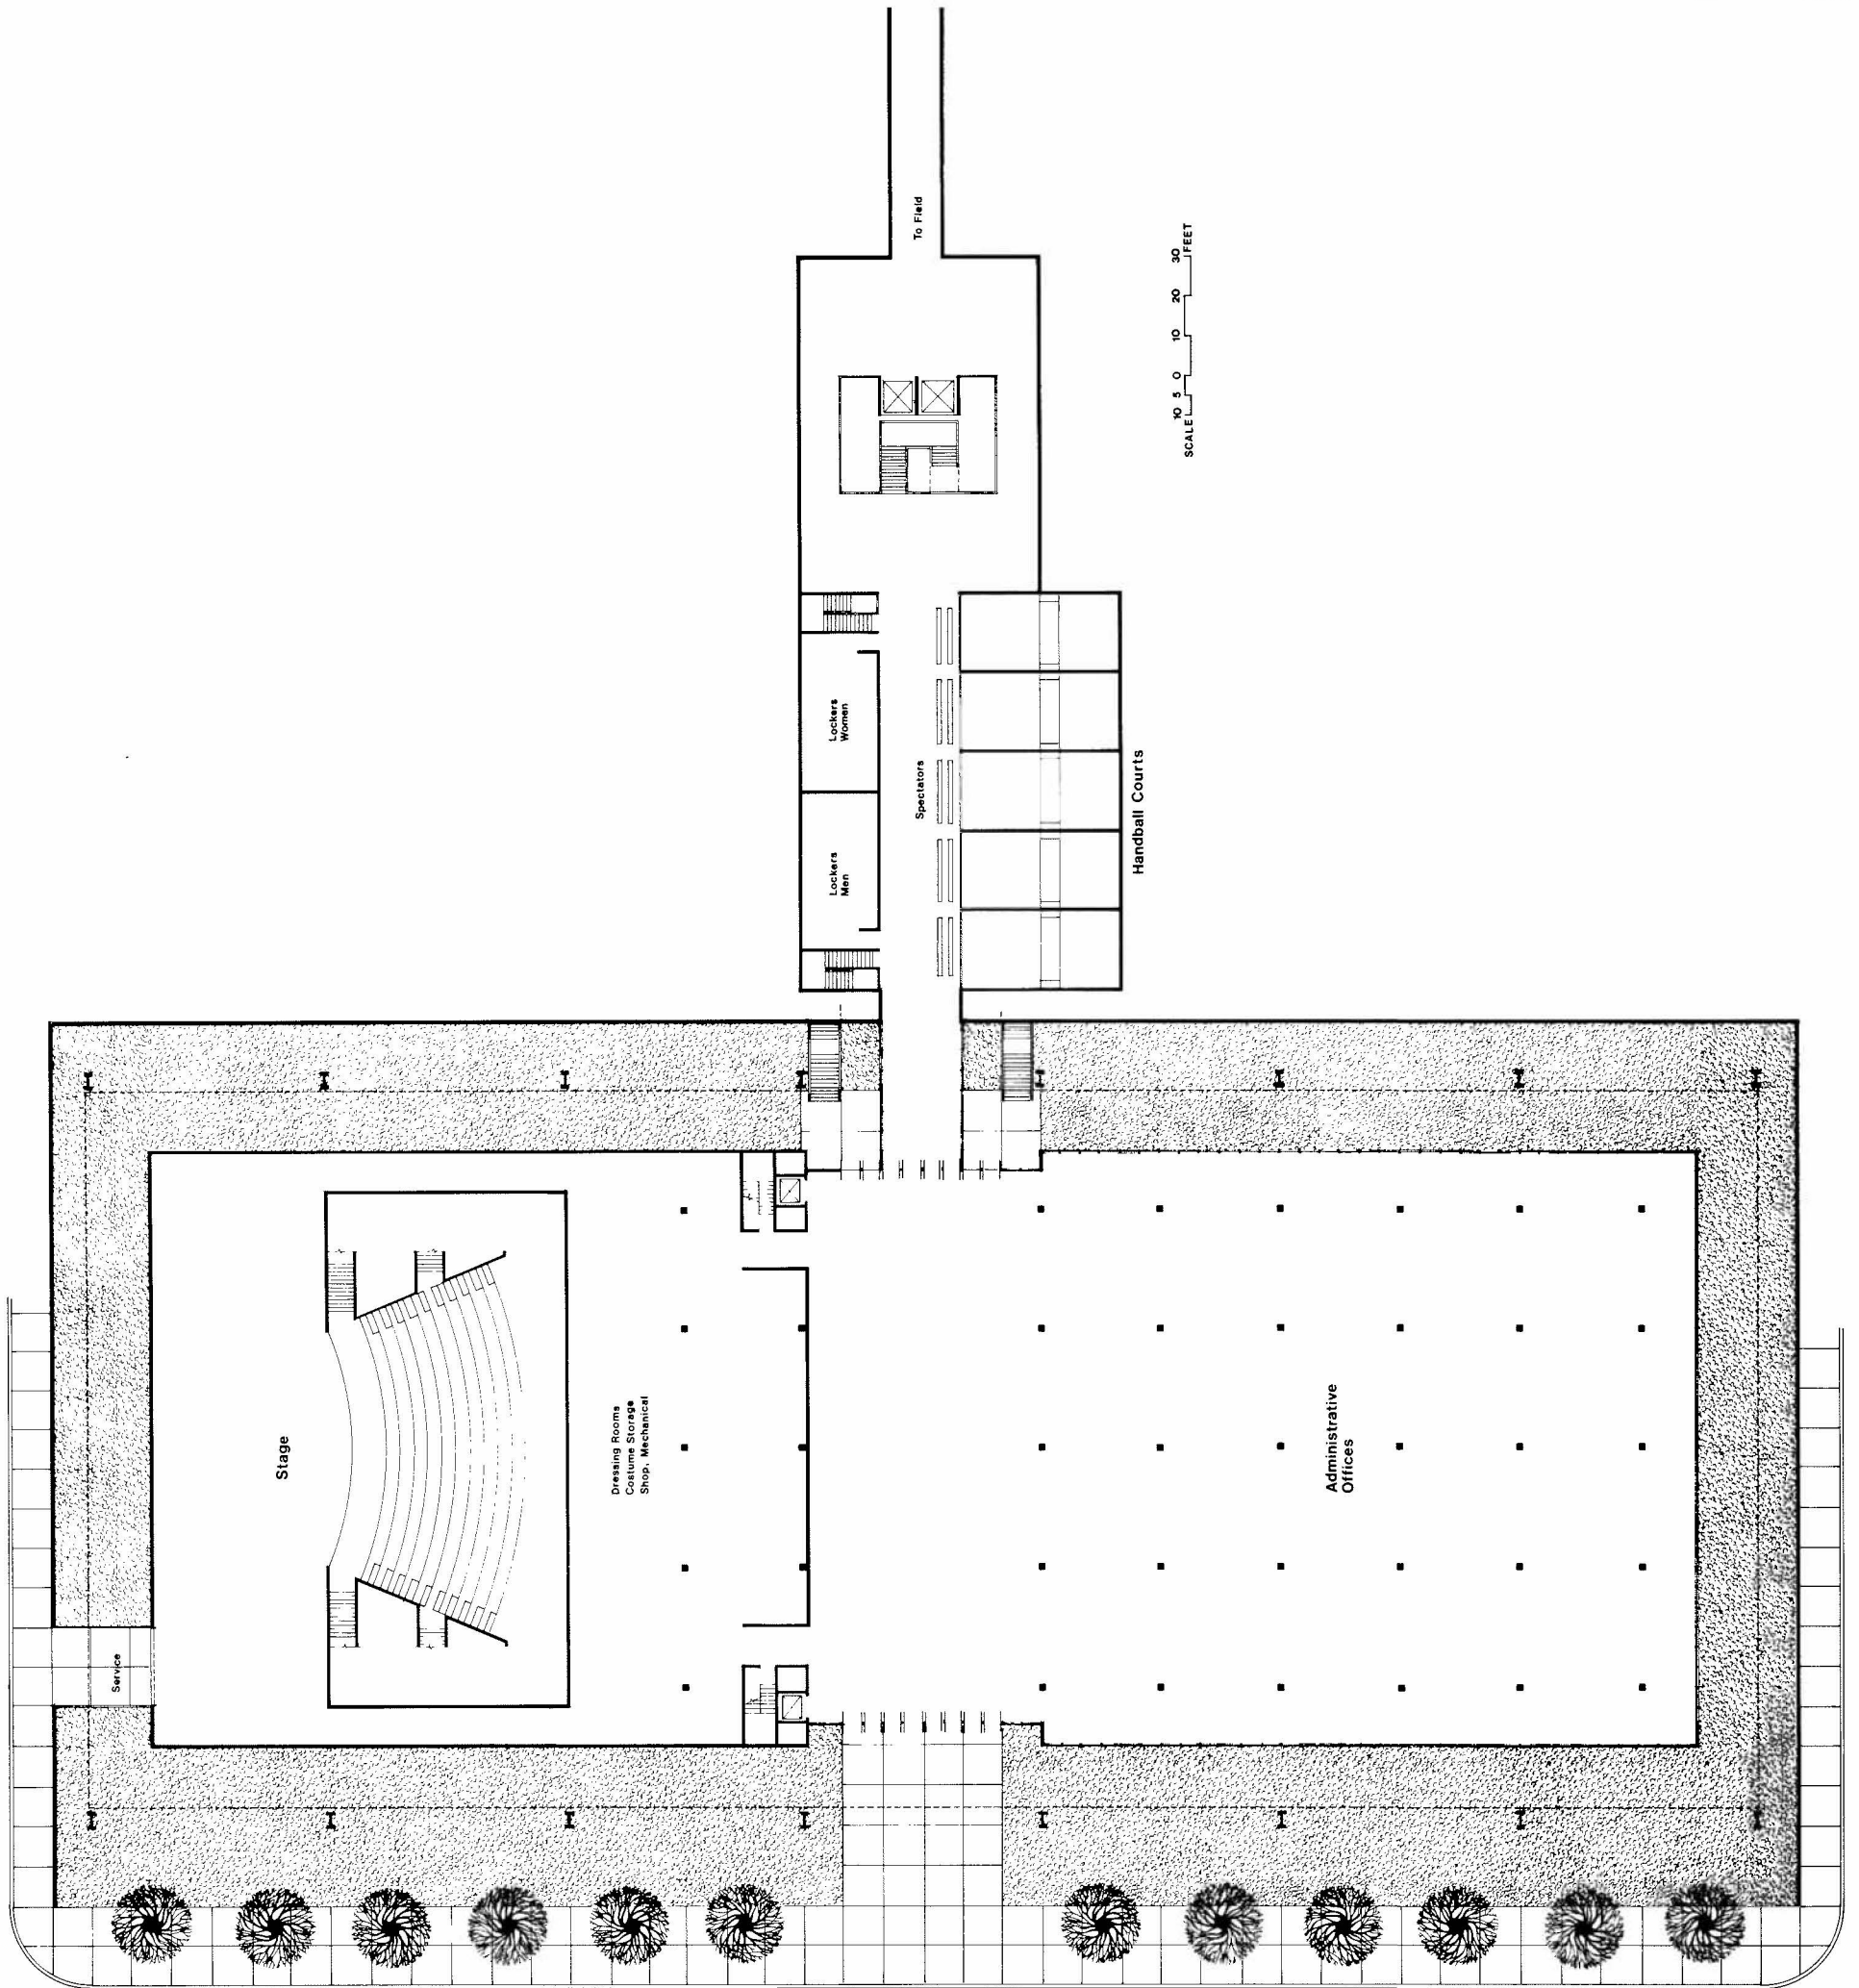 To Field
SCALE 10 5 0 10 20 30 FEET
Lockers
Women
Spectators
Lockers
Men
Handball Courts
Stage
Dressing Rooms
Costume Storage
Shop, Mechanical
Administrative
Offices
Service